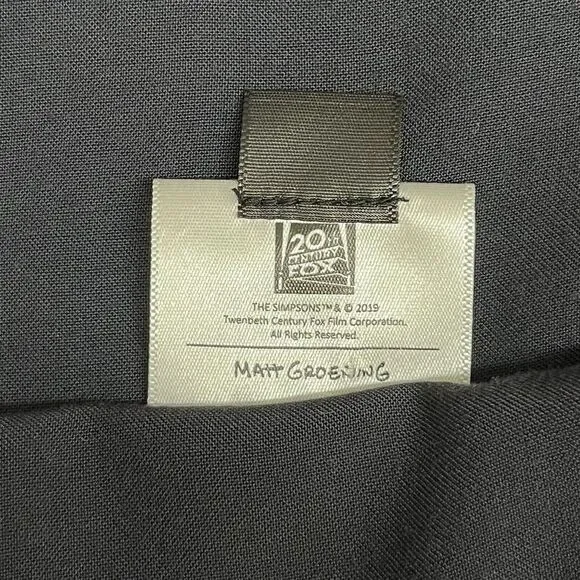 20th
CENTURY
FOX
THE SIMPSONS™ & © 2019
Twentieth Century Fox Film Corporation.
All Rights Reserved.
MATT GROENING